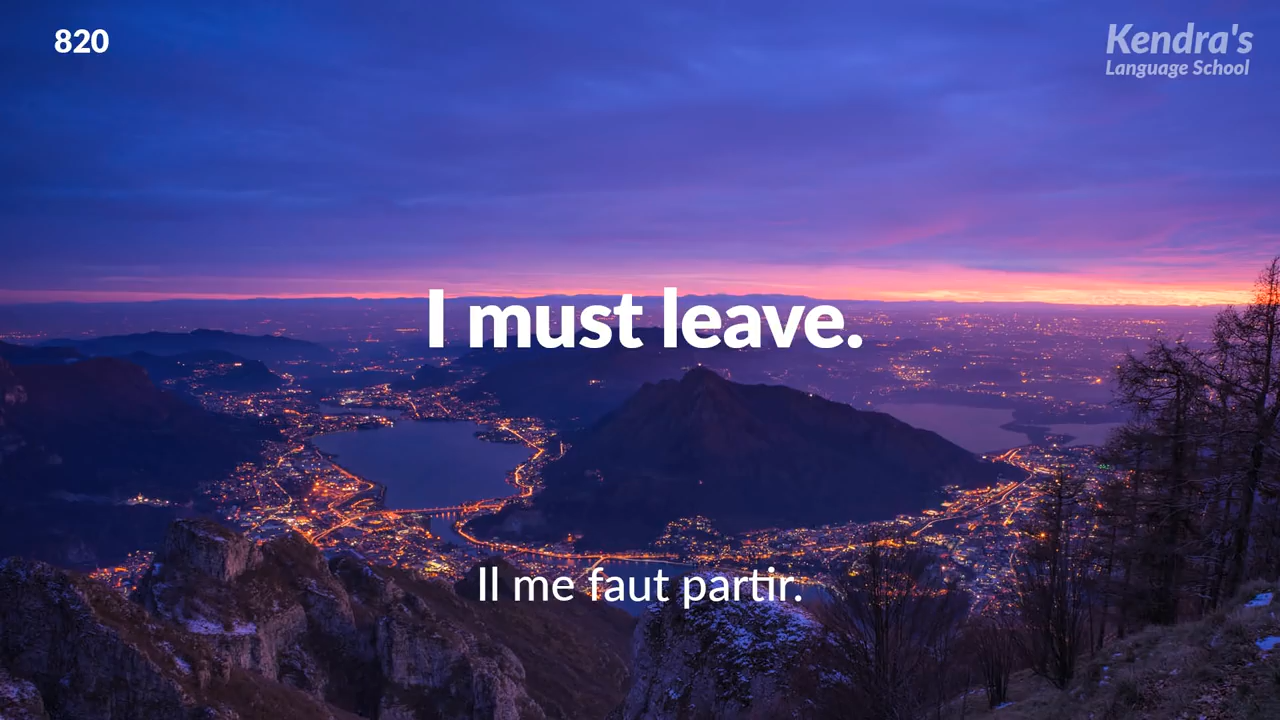 820
Kendra's
Language School
I must leave.
Il me faut partir.